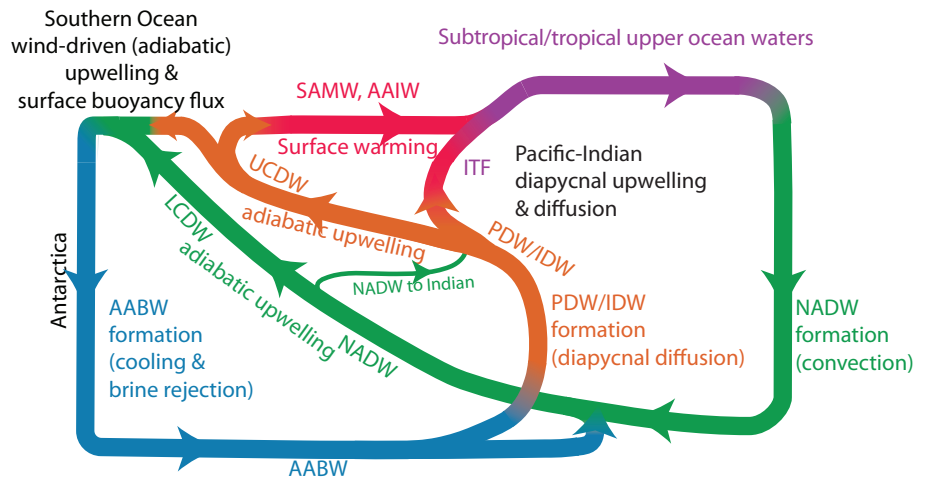 Southern Ocean
wind-driven (adiabatic)
upwelling &
surface buoyancy flux
Subtropical/tropical upper ocean waters
SAMW, AAIW
Surface warming
ITF
Pacific-Indian
diapycnal upwelling
& diffusion
UCDW
adiabatic upwelling
PDW/IDW
LCDW
adiabatic upwelling
NADW
NADW to Indian
Antarctica
AABW
formation
(cooling &
brine rejection)
PDW/IDW
formation
(diapycnal diffusion)
NADW
formation
(convection)
AABW